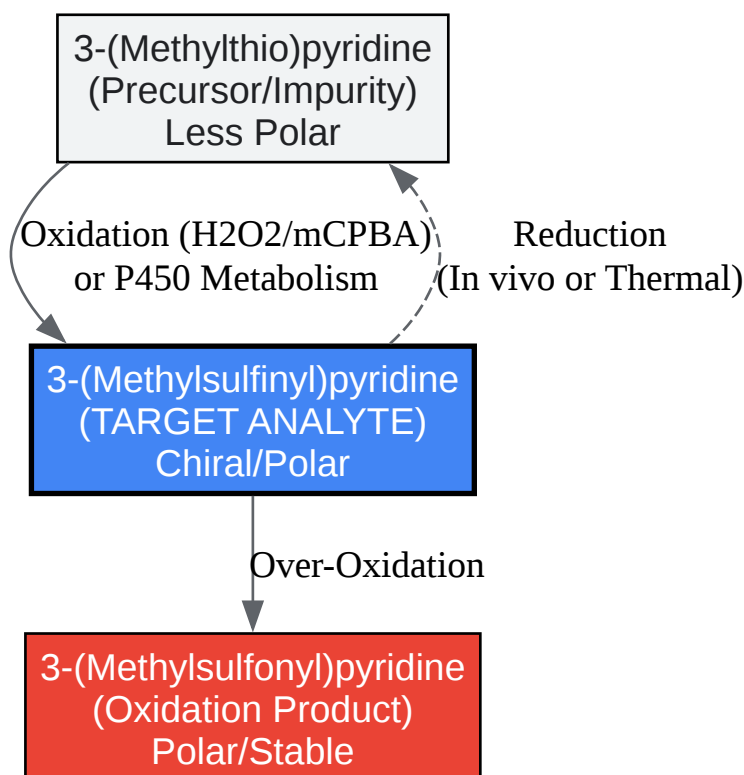 3-(Methylthio)pyridine
(Precursor/Impurity)
Less Polar
Oxidation (H2O2/mCPBA)
or P450 Metabolism
Reduction
(In vivo or Thermal)
3-(Methylsulfinyl)pyridine
(TARGET ANALYTE)
Chiral/Polar
Over-Oxidation
3-(Methylsulfonyl)pyridine
(Oxidation Product)
Polar/Stable